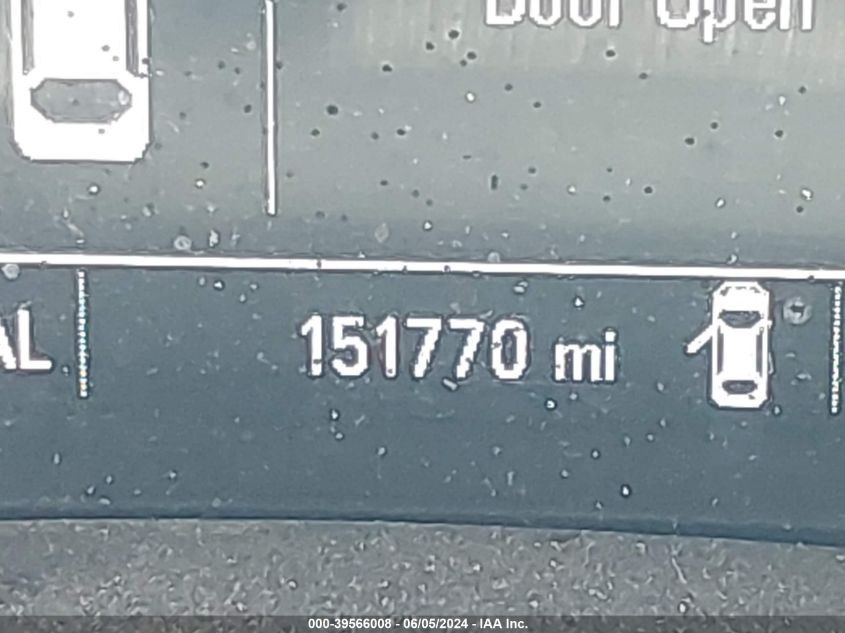 Door Open
AL
151770 mi
000-39566008 - 06/05/2024 - IAA Inc.